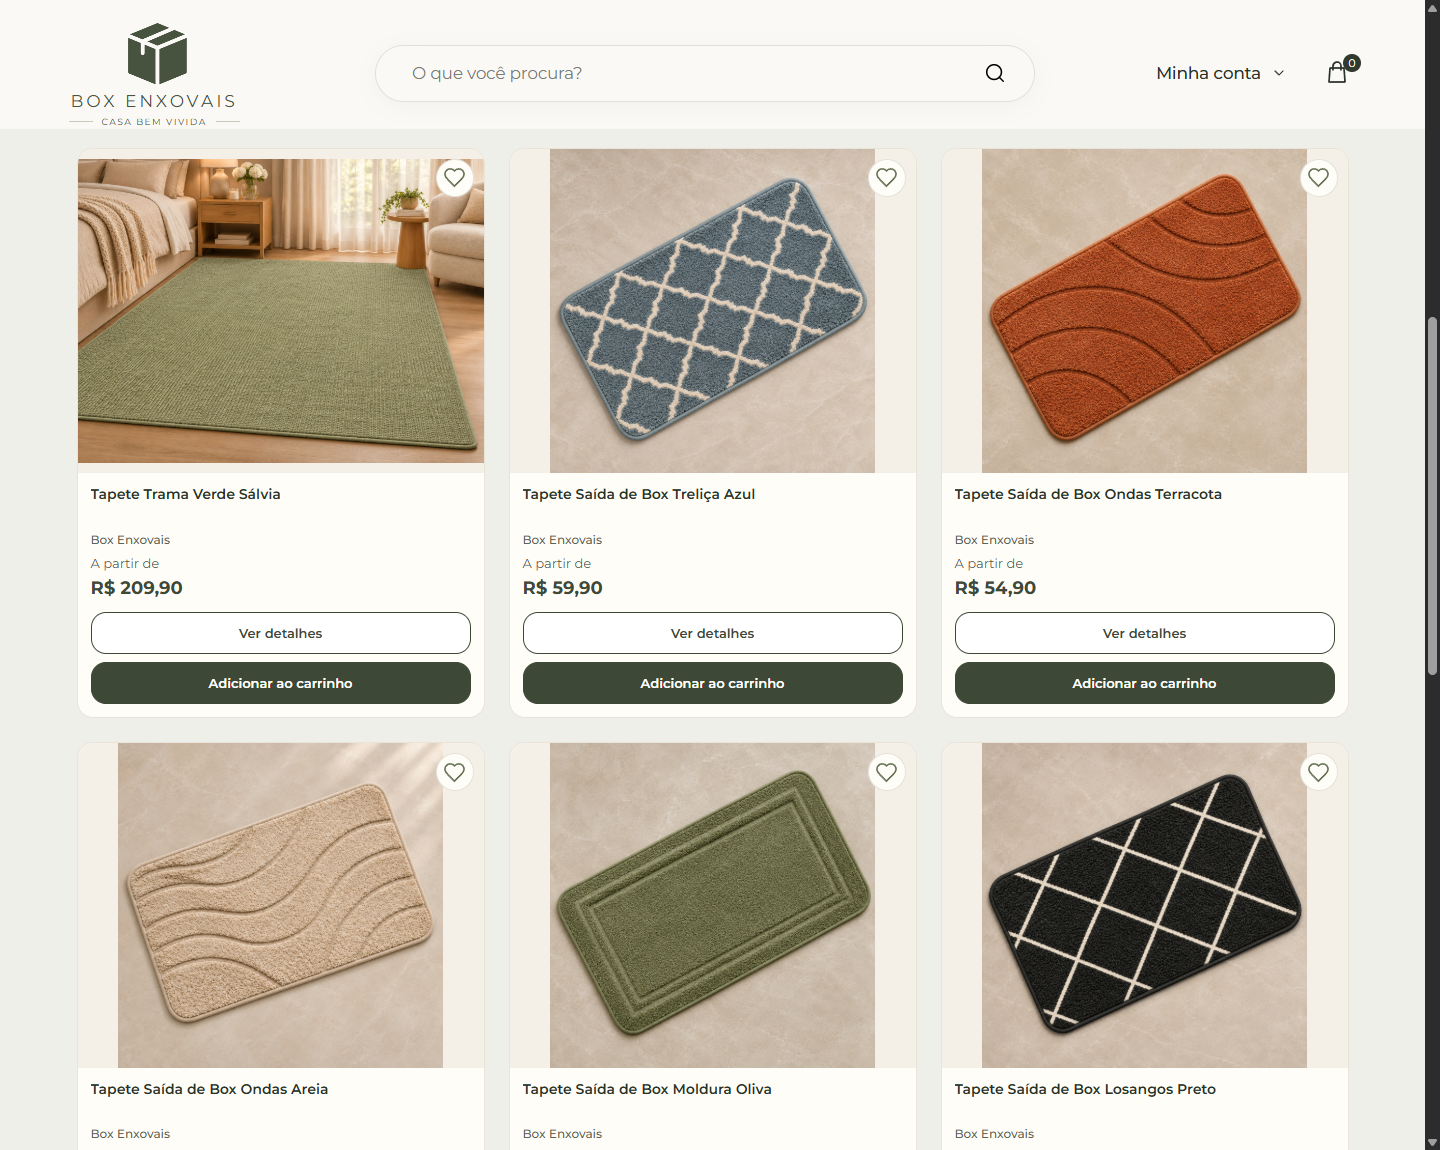 BOX ENXOVAIS
CASA BEM VIVIDA
O que você procura?
Minha conta
0
Tapete Trama Verde Sálvia
Box Enxovais
A partir de
R$ 209,90
Ver detalhes
Adicionar ao carrinho
Tapete Saída de Box Treliça Azul
Box Enxovais
A partir de
R$ 59,90
Ver detalhes
Adicionar ao carrinho
Tapete Saída de Box Ondas Terracota
Box Enxovais
A partir de
R$ 54,90
Ver detalhes
Adicionar ao carrinho
Tapete Saída de Box Ondas Areia
Box Enxovais
Tapete Saída de Box Moldura Oliva
Box Enxovais
Tapete Saída de Box Losangos Preto
Box Enxovais